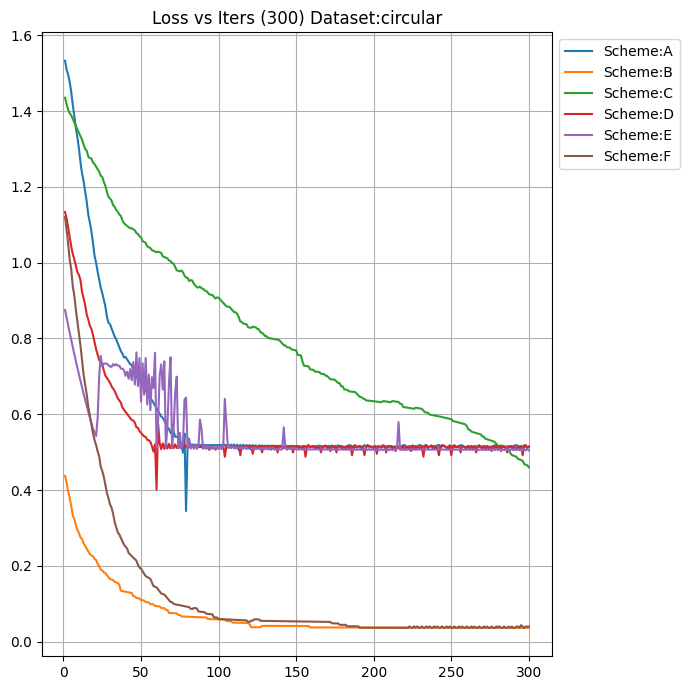 Loss vs Iters (300) Dataset:circular
1.6
1.4
1.2
1.0
0.8
0.6
0.4
0.2
0.0
0 50 100 150 200 250 300
Scheme:A
Scheme:B
Scheme:C
Scheme:D
Scheme:E
Scheme:F